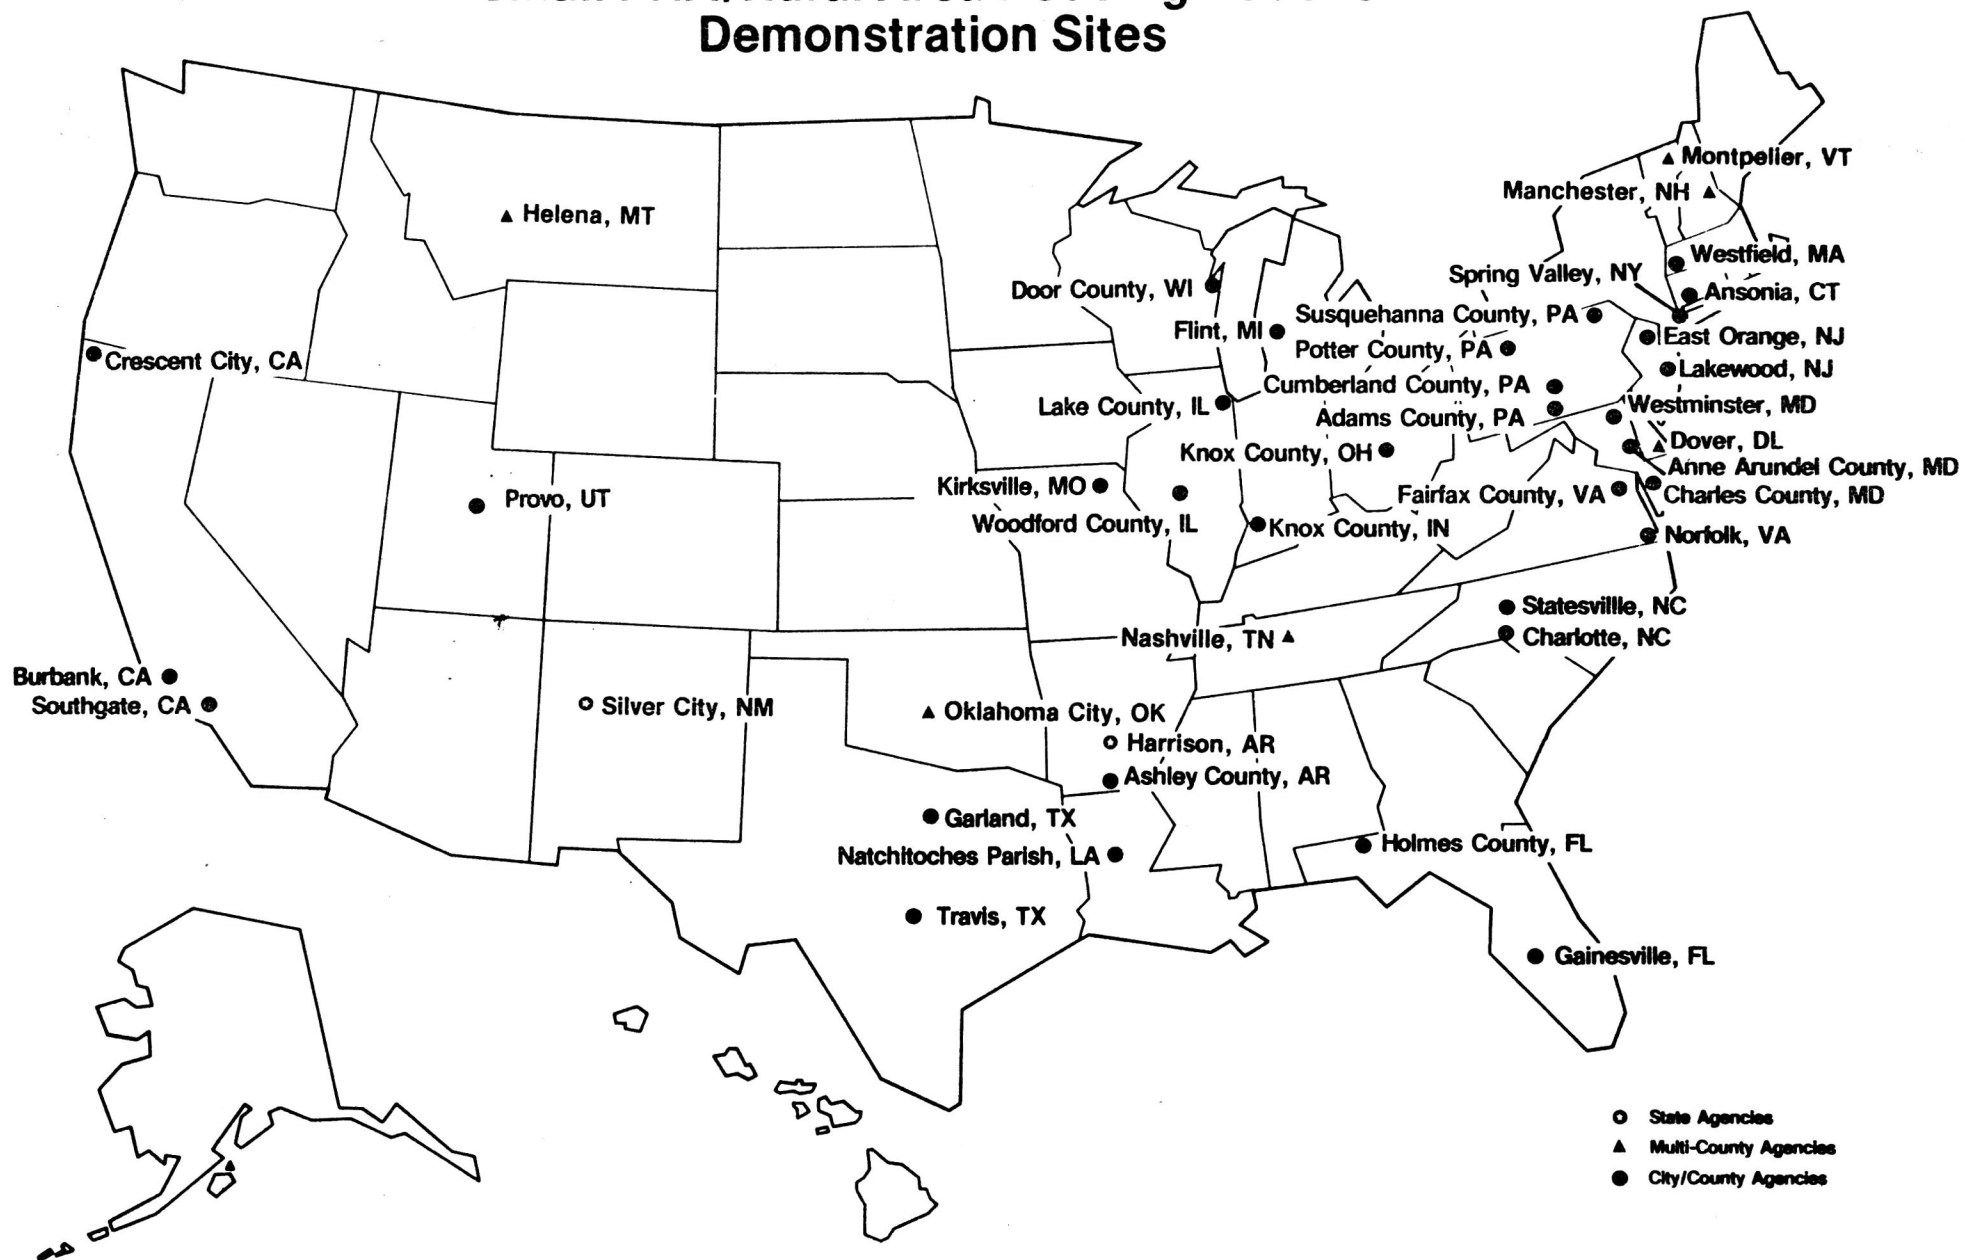 Demonstration Sites
Montpelier, VT
Manchester, NH
Helena, MT
Westfield, MA
Spring Valley, NY
Door County, WI
Ansonia, CT
Susquehanna County, PA
Flint, MI
East Orange, NJ
Potter County, PA
Crescent City, CA
Lakewood, NJ
Cumberland County, PA
Lake County, IL
Westminster, MD
Adams County, PA
Dover, DL
Knox County, OH
Anne Arundel County, MD
Kirksville, MO
Fairfax County, VA
Charles County, MD
Provo, UT
Woodford County, IL
Knox County, IN
Norfolk, VA
Statesvillle, NC
Nashville, TN
Charlotte, NC
Burbank, CA
Southgate, CA
Silver City, NM
Oklahoma City, OK
Harrison, AR
Ashley County, AR
Garland, TX
Holmes County, FL
Natchitoches Parish, LA
Travis, TX
Gainesville, FL
State Agencies
Multi-County Agencies
City/County Agencies